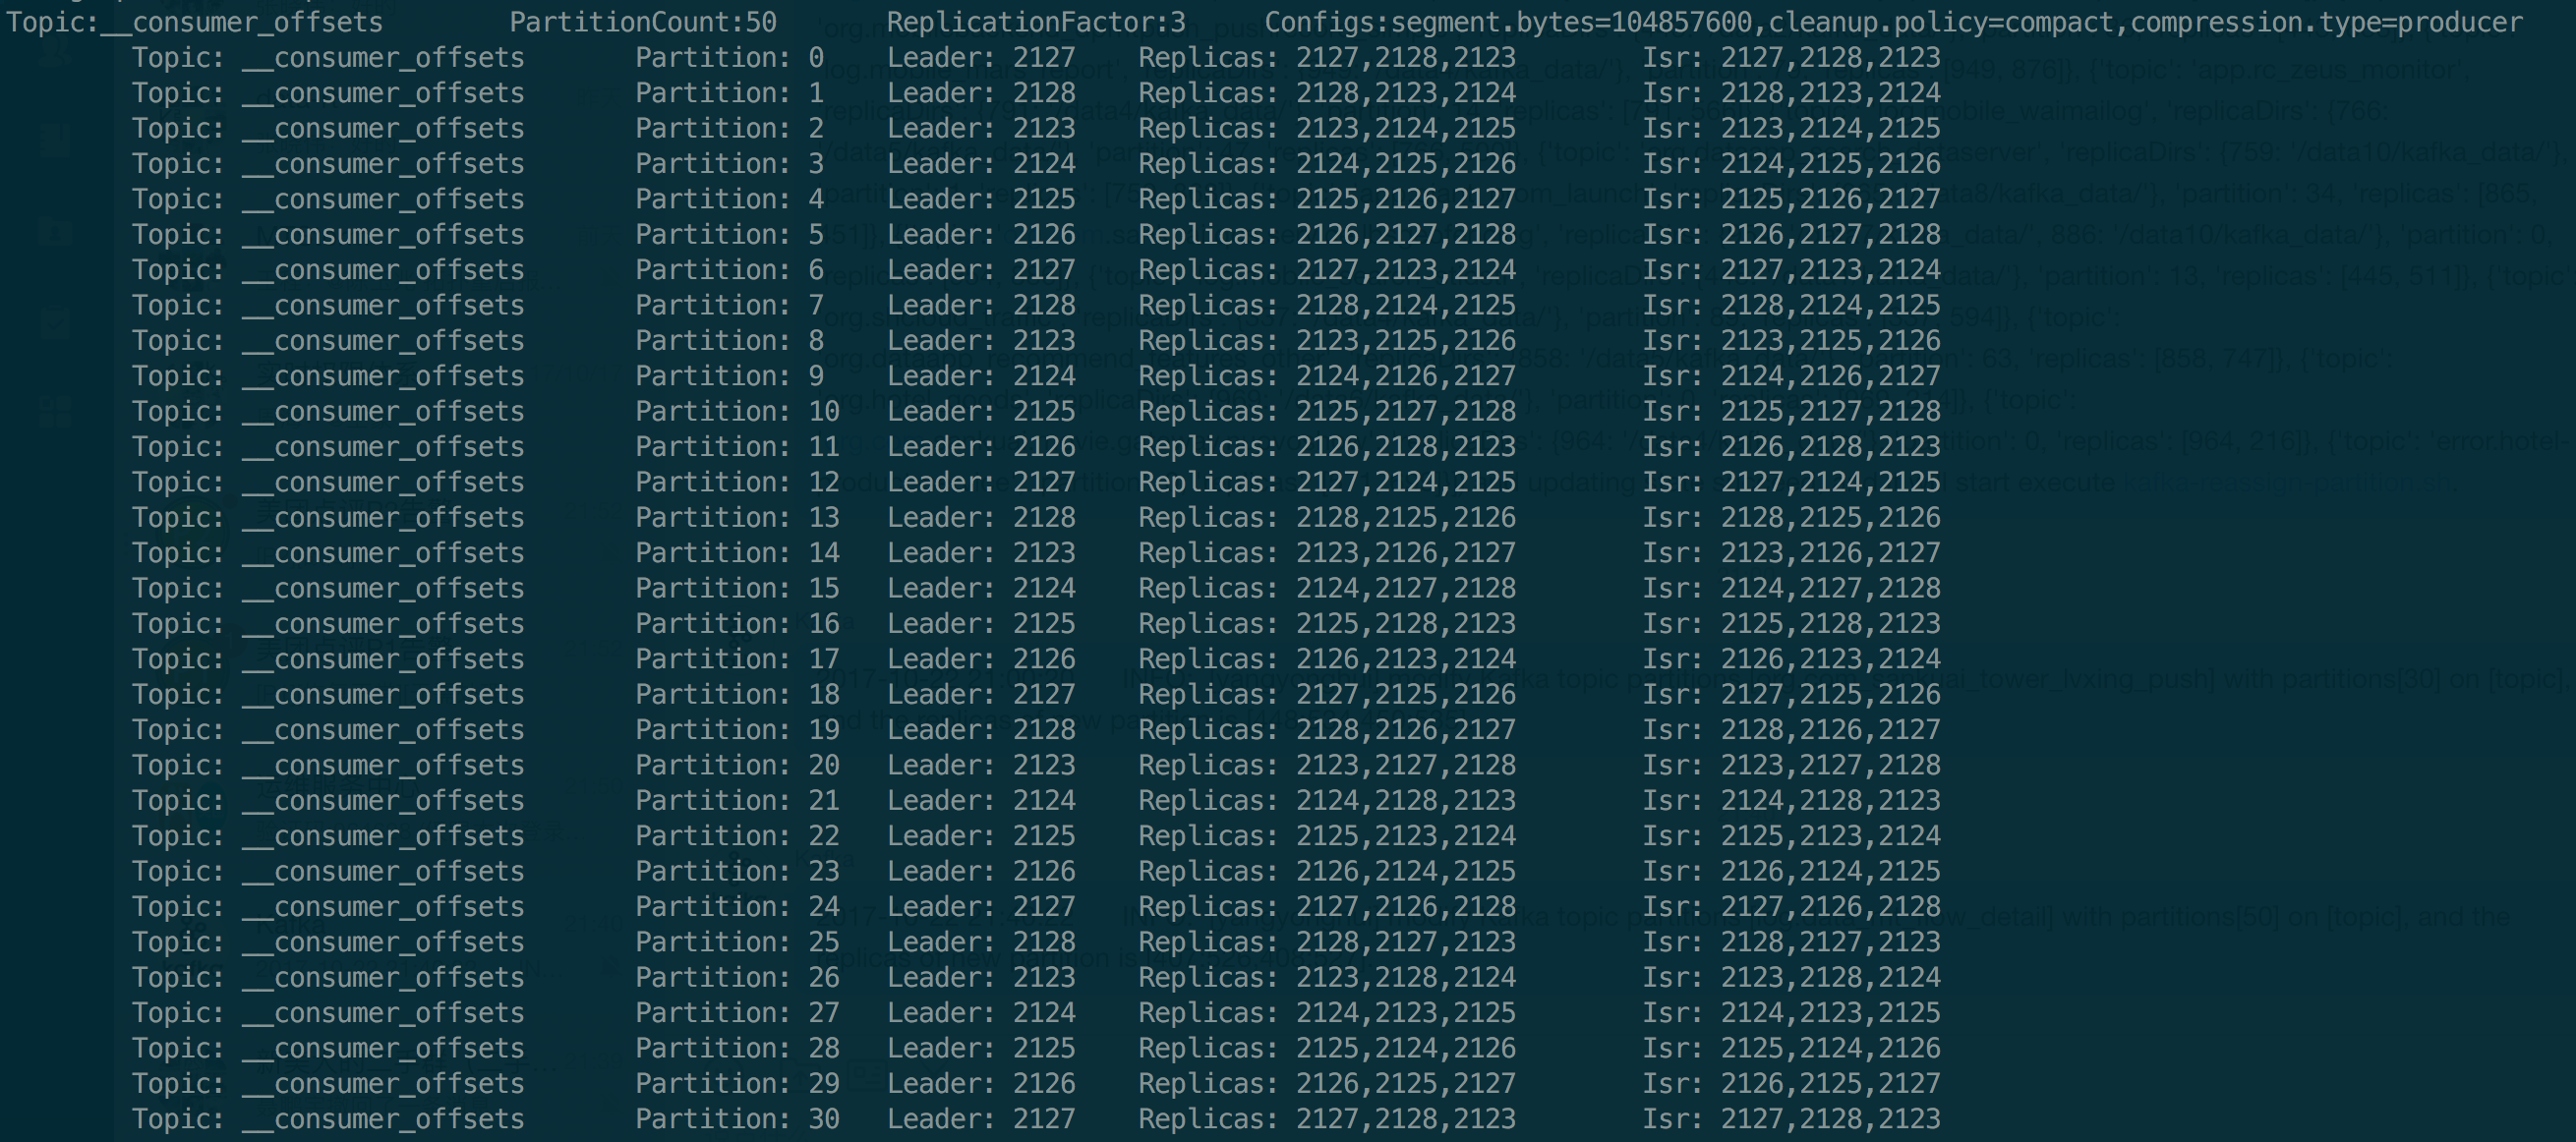 Topic:__consumer_offsets PartitionCount:50 ReplicationFactor:3 Configs:segment.bytes=104857600,cleanup.policy=compact,compression.type=producer
Topic: __consumer_offsets Partition: 0 Leader: 2127 Replicas: 2127,2128,2123 Isr: 2127,2128,2123
Topic: __consumer_offsets Partition: 1 Leader: 2128 Replicas: 2128,2123,2124 Isr: 2128,2123,2124
Topic: __consumer_offsets Partition: 2 Leader: 2123 Replicas: 2123,2124,2125 Isr: 2123,2124,2125
Topic: __consumer_offsets Partition: 3 Leader: 2124 Replicas: 2124,2125,2126 Isr: 2124,2125,2126
Topic: __consumer_offsets Partition: 4 Leader: 2125 Replicas: 2125,2126,2127 Isr: 2125,2126,2127
Topic: __consumer_offsets Partition: 5 Leader: 2126 Replicas: 2126,2127,2128 Isr: 2126,2127,2128
Topic: __consumer_offsets Partition: 6 Leader: 2127 Replicas: 2127,2123,2124 Isr: 2127,2123,2124
Topic: __consumer_offsets Partition: 7 Leader: 2128 Replicas: 2128,2124,2125 Isr: 2128,2124,2125
Topic: __consumer_offsets Partition: 8 Leader: 2123 Replicas: 2123,2125,2126 Isr: 2123,2125,2126
Topic: __consumer_offsets Partition: 9 Leader: 2124 Replicas: 2124,2126,2127 Isr: 2124,2126,2127
Topic: __consumer_offsets Partition: 10 Leader: 2125 Replicas: 2125,2127,2128 Isr: 2125,2127,2128
Topic: __consumer_offsets Partition: 11 Leader: 2126 Replicas: 2126,2128,2123 Isr: 2126,2128,2123
Topic: __consumer_offsets Partition: 12 Leader: 2127 Replicas: 2127,2124,2125 Isr: 2127,2124,2125
Topic: __consumer_offsets Partition: 13 Leader: 2128 Replicas: 2128,2125,2126 Isr: 2128,2125,2126
Topic: __consumer_offsets Partition: 14 Leader: 2123 Replicas: 2123,2126,2127 Isr: 2123,2126,2127
Topic: __consumer_offsets Partition: 15 Leader: 2124 Replicas: 2124,2127,2128 Isr: 2124,2127,2128
Topic: __consumer_offsets Partition: 16 Leader: 2125 Replicas: 2125,2128,2123 Isr: 2125,2128,2123
Topic: __consumer_offsets Partition: 17 Leader: 2126 Replicas: 2126,2123,2124 Isr: 2126,2123,2124
Topic: __consumer_offsets Partition: 18 Leader: 2127 Replicas: 2127,2125,2126 Isr: 2127,2125,2126
Topic: __consumer_offsets Partition: 19 Leader: 2128 Replicas: 2128,2126,2127 Isr: 2128,2126,2127
Topic: __consumer_offsets Partition: 20 Leader: 2123 Replicas: 2123,2127,2128 Isr: 2123,2127,2128
Topic: __consumer_offsets Partition: 21 Leader: 2124 Replicas: 2124,2128,2123 Isr: 2124,2128,2123
Topic: __consumer_offsets Partition: 22 Leader: 2125 Replicas: 2125,2123,2124 Isr: 2125,2123,2124
Topic: __consumer_offsets Partition: 23 Leader: 2126 Replicas: 2126,2124,2125 Isr: 2126,2124,2125
Topic: __consumer_offsets Partition: 24 Leader: 2127 Replicas: 2127,2126,2128 Isr: 2127,2126,2128
Topic: __consumer_offsets Partition: 25 Leader: 2128 Replicas: 2128,2127,2123 Isr: 2128,2127,2123
Topic: __consumer_offsets Partition: 26 Leader: 2123 Replicas: 2123,2128,2124 Isr: 2123,2128,2124
Topic: __consumer_offsets Partition: 27 Leader: 2124 Replicas: 2124,2123,2125 Isr: 2124,2123,2125
Topic: __consumer_offsets Partition: 28 Leader: 2125 Replicas: 2125,2124,2126 Isr: 2125,2124,2126
Topic: __consumer_offsets Partition: 29 Leader: 2126 Replicas: 2126,2125,2127 Isr: 2126,2125,2127
Topic: __consumer_offsets Partition: 30 Leader: 2127 Replicas: 2127,2128,2123 Isr: 2127,2128,2123